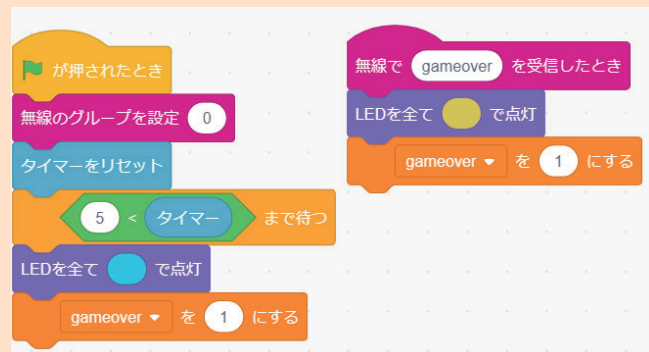 が押されたとき
無線のグループを設定 0
タイマーをリセット
5 < タイマー まで待つ
LEDを全て で点灯
gameover を 1 にする
無線で gameover を受信したとき
LEDを全て で点灯
gameover を 1 にする